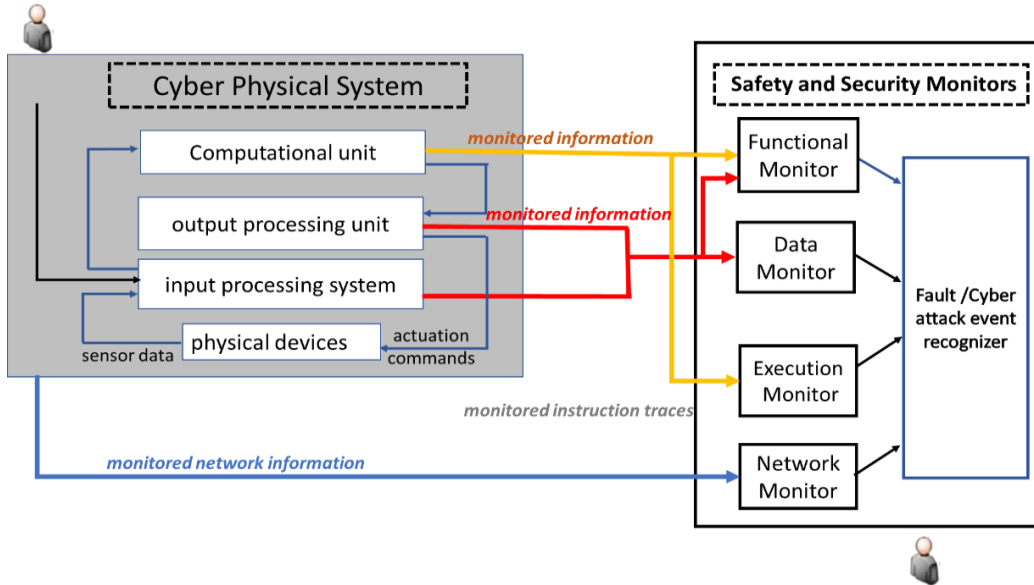 Cyber Physical System
Computational unit
output processing unit
input processing system
physical devices
sensor data
actuation
commands
monitored information
monitored information
monitored instruction traces
monitored network information
Safety and Security Monitors
Functional
Monitor
Data
Monitor
Execution
Monitor
Network
Monitor
Fault /Cyber
attack event
recognizer